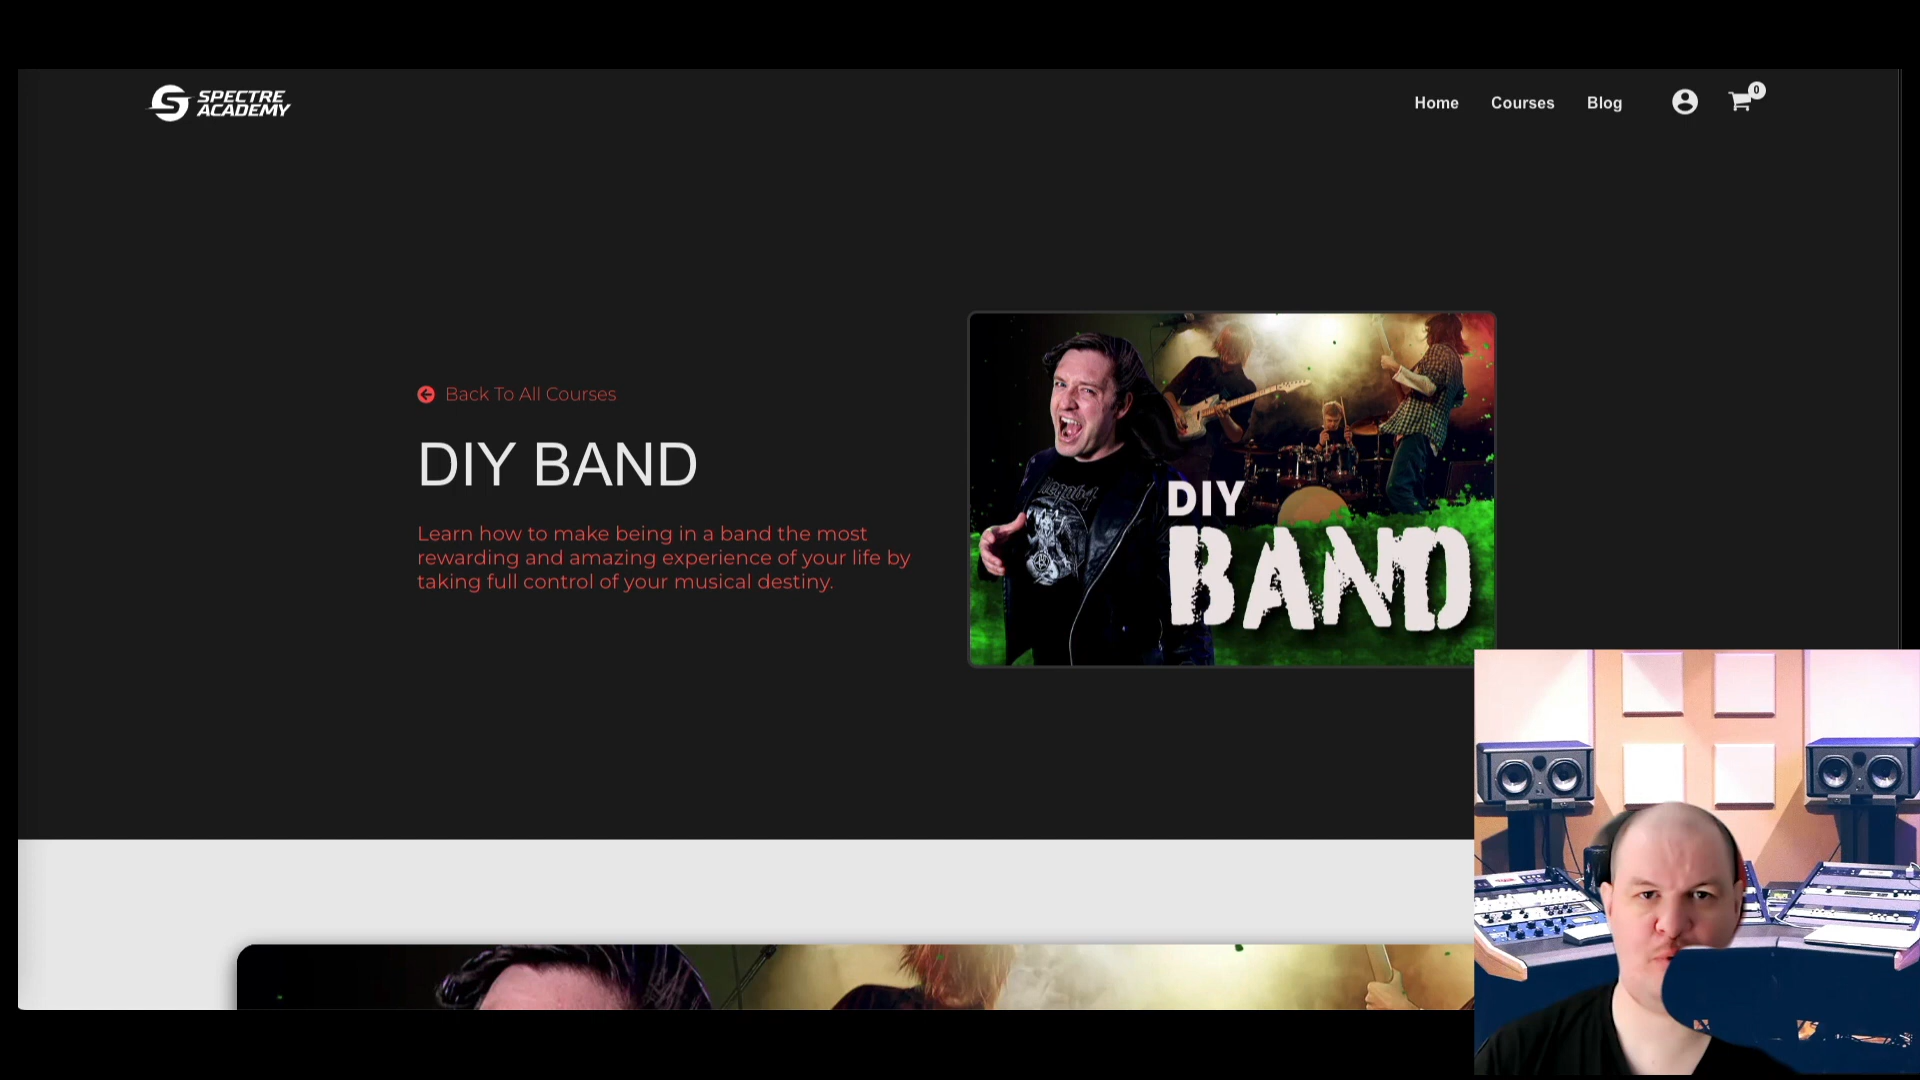 SPECTRE
ACADEMY
Home
Courses
Blog
0
Back To All Courses
DIY BAND
Learn how to make being in a band the most
rewarding and amazing experience of your life by
taking full control of your musical destiny.
DIY
BAND